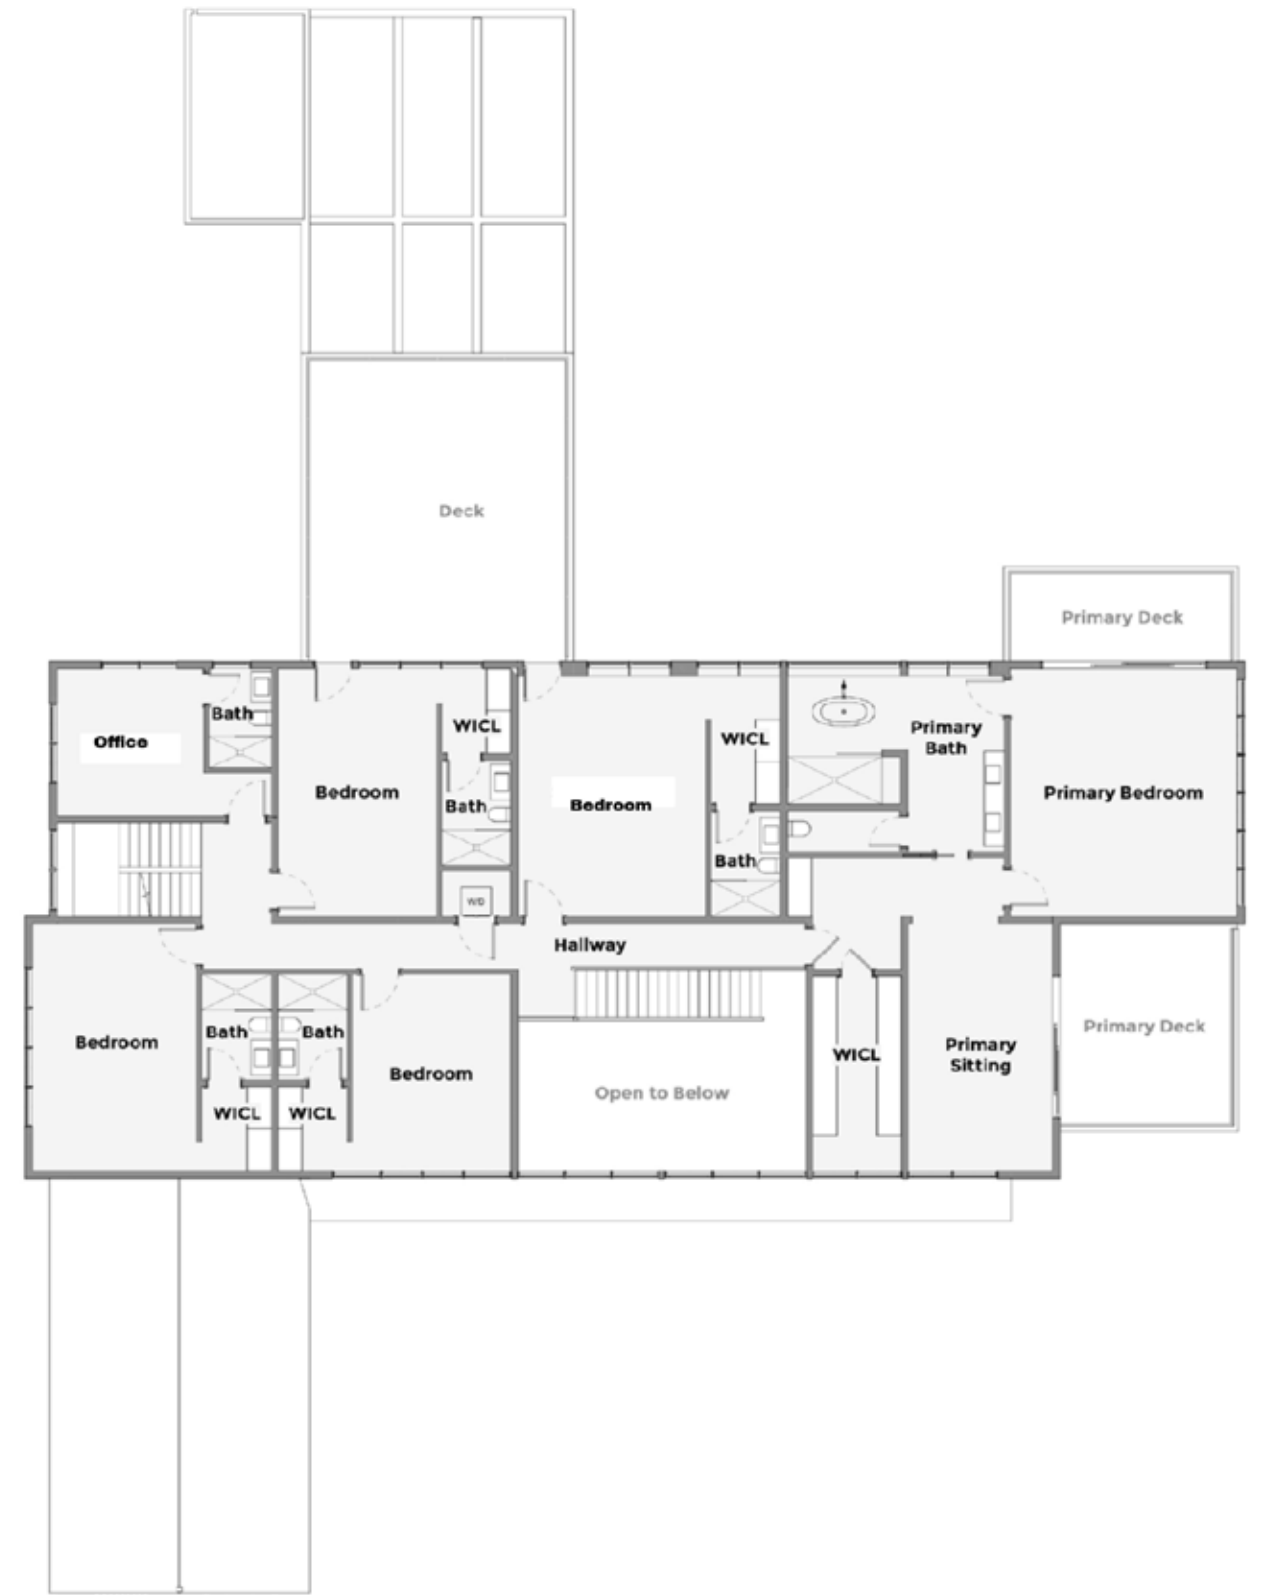 Deck
Primary Deck
Bath
WICL
Office
Primary
Bath
WICL
Bedroom
Primary Bedroom
Bedroom
Bath
Bath
WD
Hallway
Primary Deck
Bath
Bath
Bedroom
Primary
Sitting
WICL
Bedroom
Open to Below
WICL
WICL